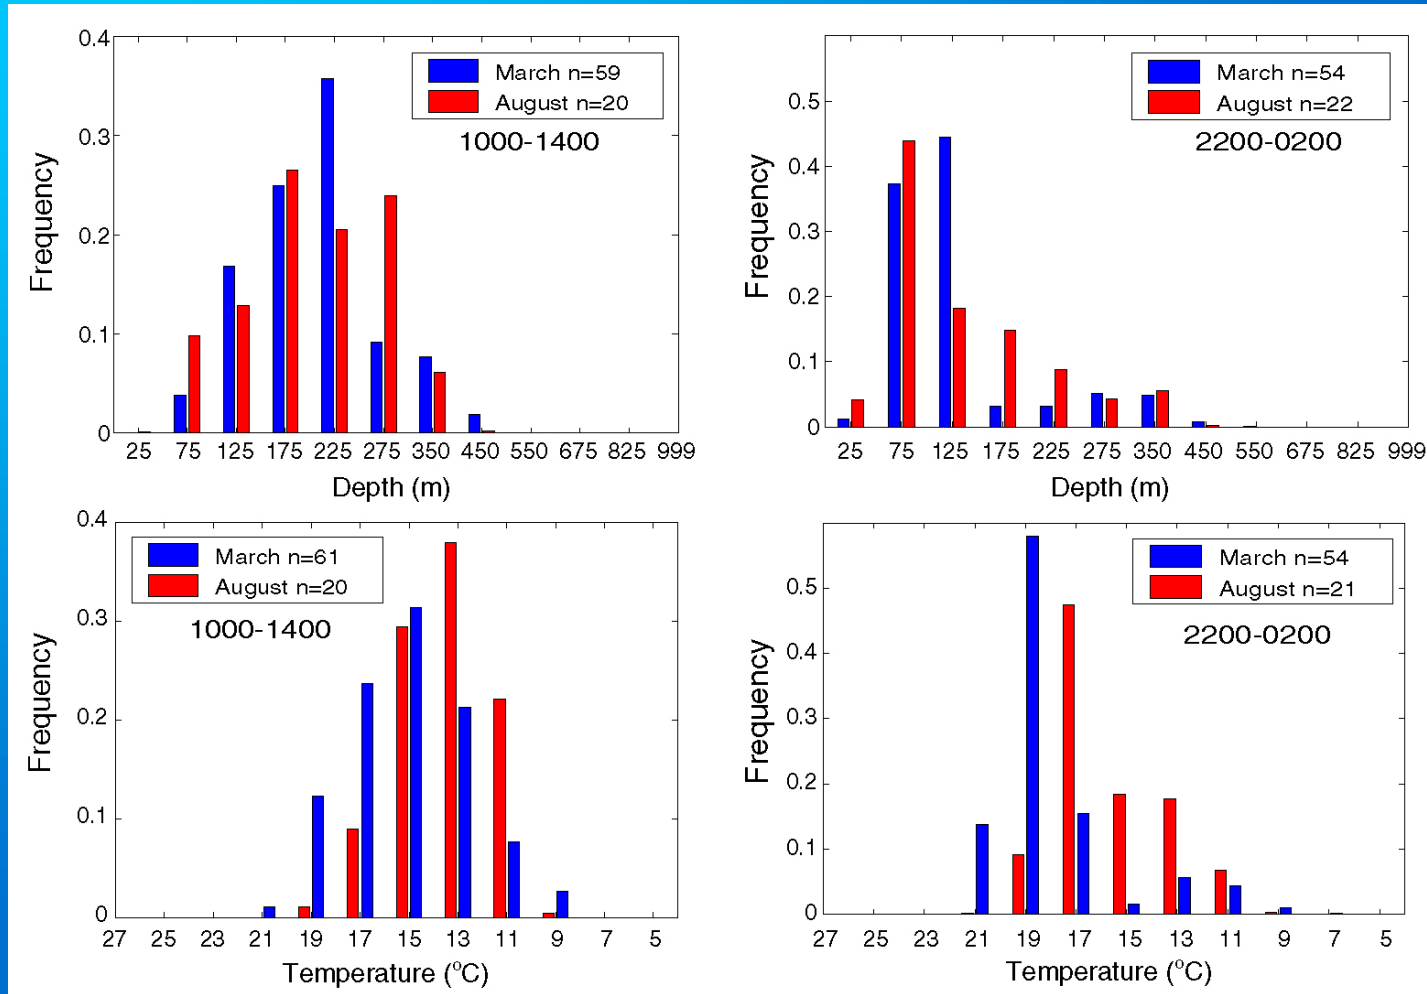 0.4
0.3
0.2
0.1
0
Frequency
March n=59
August n=20
1000-1400
25 75 125 175 225 275 350 450 550 675 825 999
Depth (m)
0.5
0.4
0.3
0.2
0.1
0
Frequency
March n=54
August n=22
2200-0200
25 75 125 175 225 275 350 450 550 675 825 999
Depth (m)
0.4
0.3
0.2
0.1
0
Frequency
March n=61
August n=20
1000-1400
27 25 23 21 19 17 15 13 11 9 7 5
Temperature (°C)
0.5
0.4
0.3
0.2
0.1
0
Frequency
March n=54
August n=21
2200-0200
27 25 23 21 19 17 15 13 11 9 7 5
Temperature (°C)